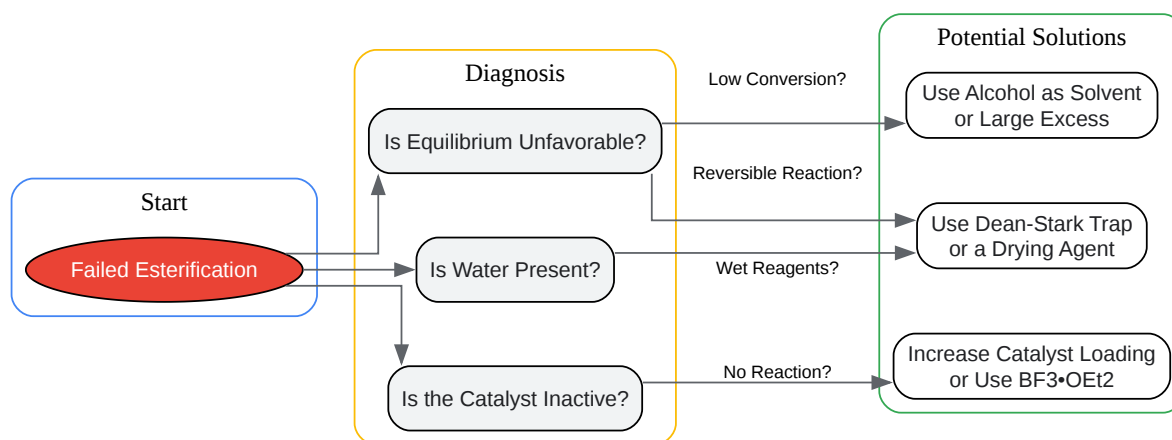 Start
Failed Esterification
Diagnosis
Is Equilibrium Unfavorable?
Is Water Present?
Is the Catalyst Inactive?
Low Conversion?
Reversible Reaction?
Wet Reagents?
No Reaction?
Potential Solutions
Use Alcohol as Solvent
or Large Excess
Use Dean-Stark Trap
or a Drying Agent
Increase Catalyst Loading
or Use BF3•OEt2